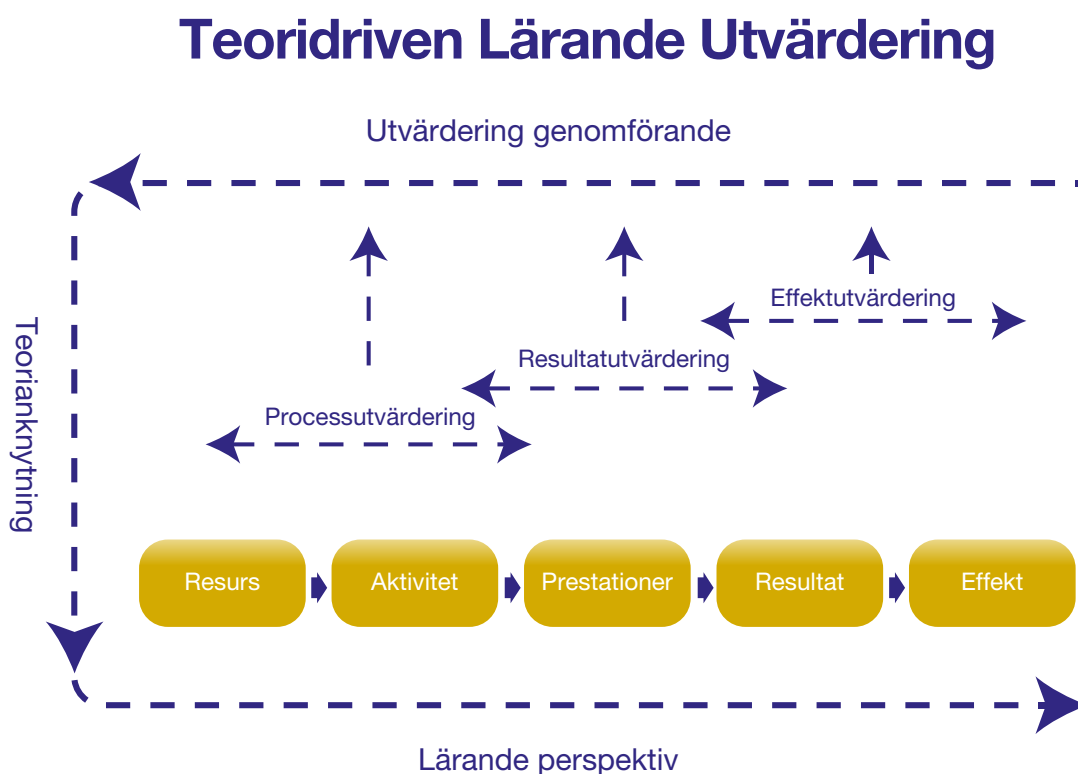 Teoridriven Lärande Utvärdering
Utvärdering genomförande
Effektutvärdering
Resultatutvärdering
Processutvärdering
Teorianknytning
Resurs
Aktivitet
Prestationer
Resultat
Effekt
Lärande perspektiv